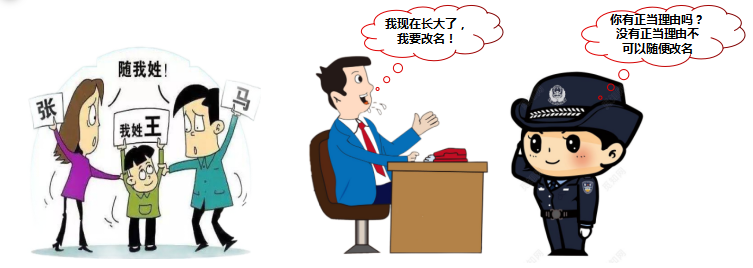 随我姓!
张
马
我姓王
我现在长大了，
我要改名！
你有正当理由吗？
没有正当理由不
可以随便改名